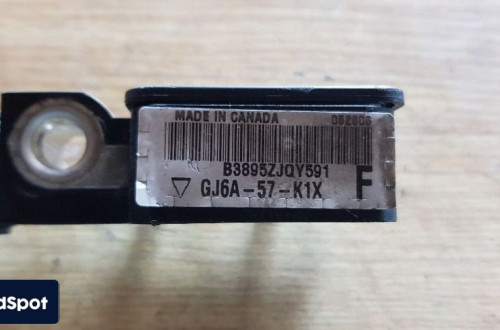 MADE IN CANADA
B3895ZJQY591
GJ6A-57-K1X F
dSpot